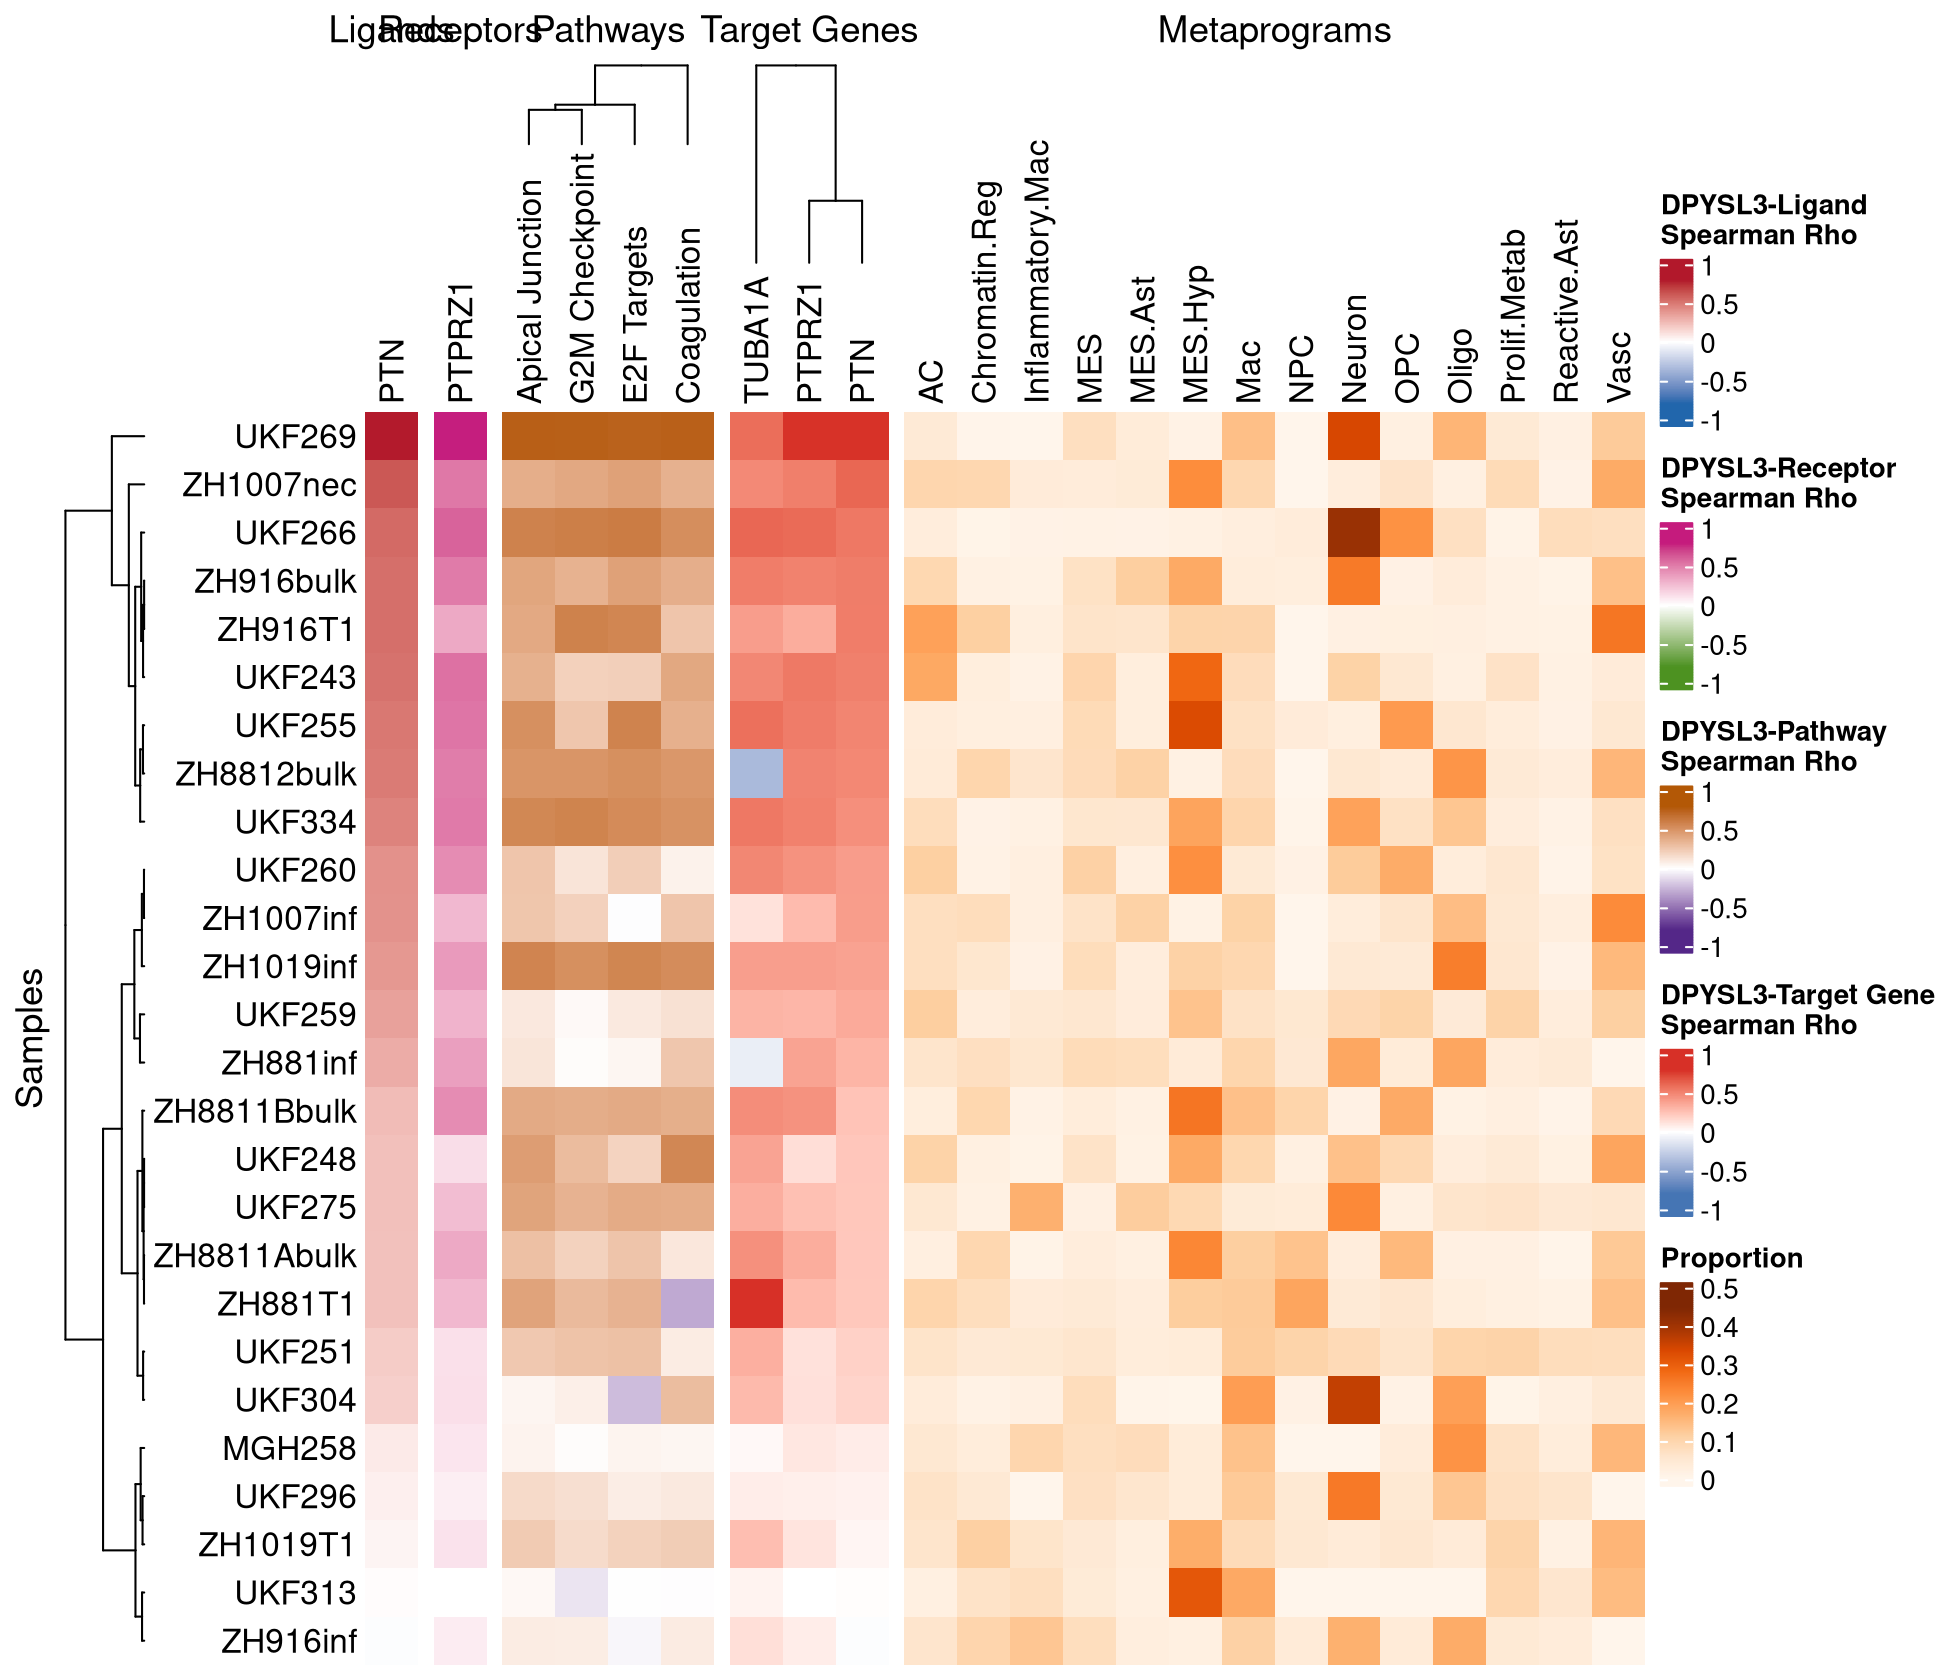 Ligands Receptors Pathways Target Genes Metaprograms
PTN
PTPRZ1
Apical Junction
G2M Checkpoint
E2F Targets
Coagulation
TUBA1A
PTPRZ1
PTN
AC
Chromatin.Reg
Inflammatory.Mac
MES
MES.Ast
MES.Hyp
Mac
NPC
Neuron
OPC
Oligo
Prolif.Metab
Reactive.Ast
Vasc
Samples
UKF269
ZH1007nec
UKF266
ZH916bulk
ZH916T1
UKF243
UKF255
ZH8812bulk
UKF334
UKF260
ZH1007inf
ZH1019inf
UKF259
ZH881inf
ZH8811Bbulk
UKF248
UKF275
ZH8811Abulk
ZH881T1
UKF251
UKF304
MGH258
UKF296
ZH1019T1
UKF313
ZH916inf
DPYSL3-Ligand
Spearman Rho
1
0.5
0
-0.5
-1
DPYSL3-Receptor
Spearman Rho
1
0.5
0
-0.5
-1
DPYSL3-Pathway
Spearman Rho
1
0.5
0
-0.5
-1
DPYSL3-Target Gene
Spearman Rho
1
0.5
0
-0.5
-1
Proportion
0.5
0.4
0.3
0.2
0.1
0